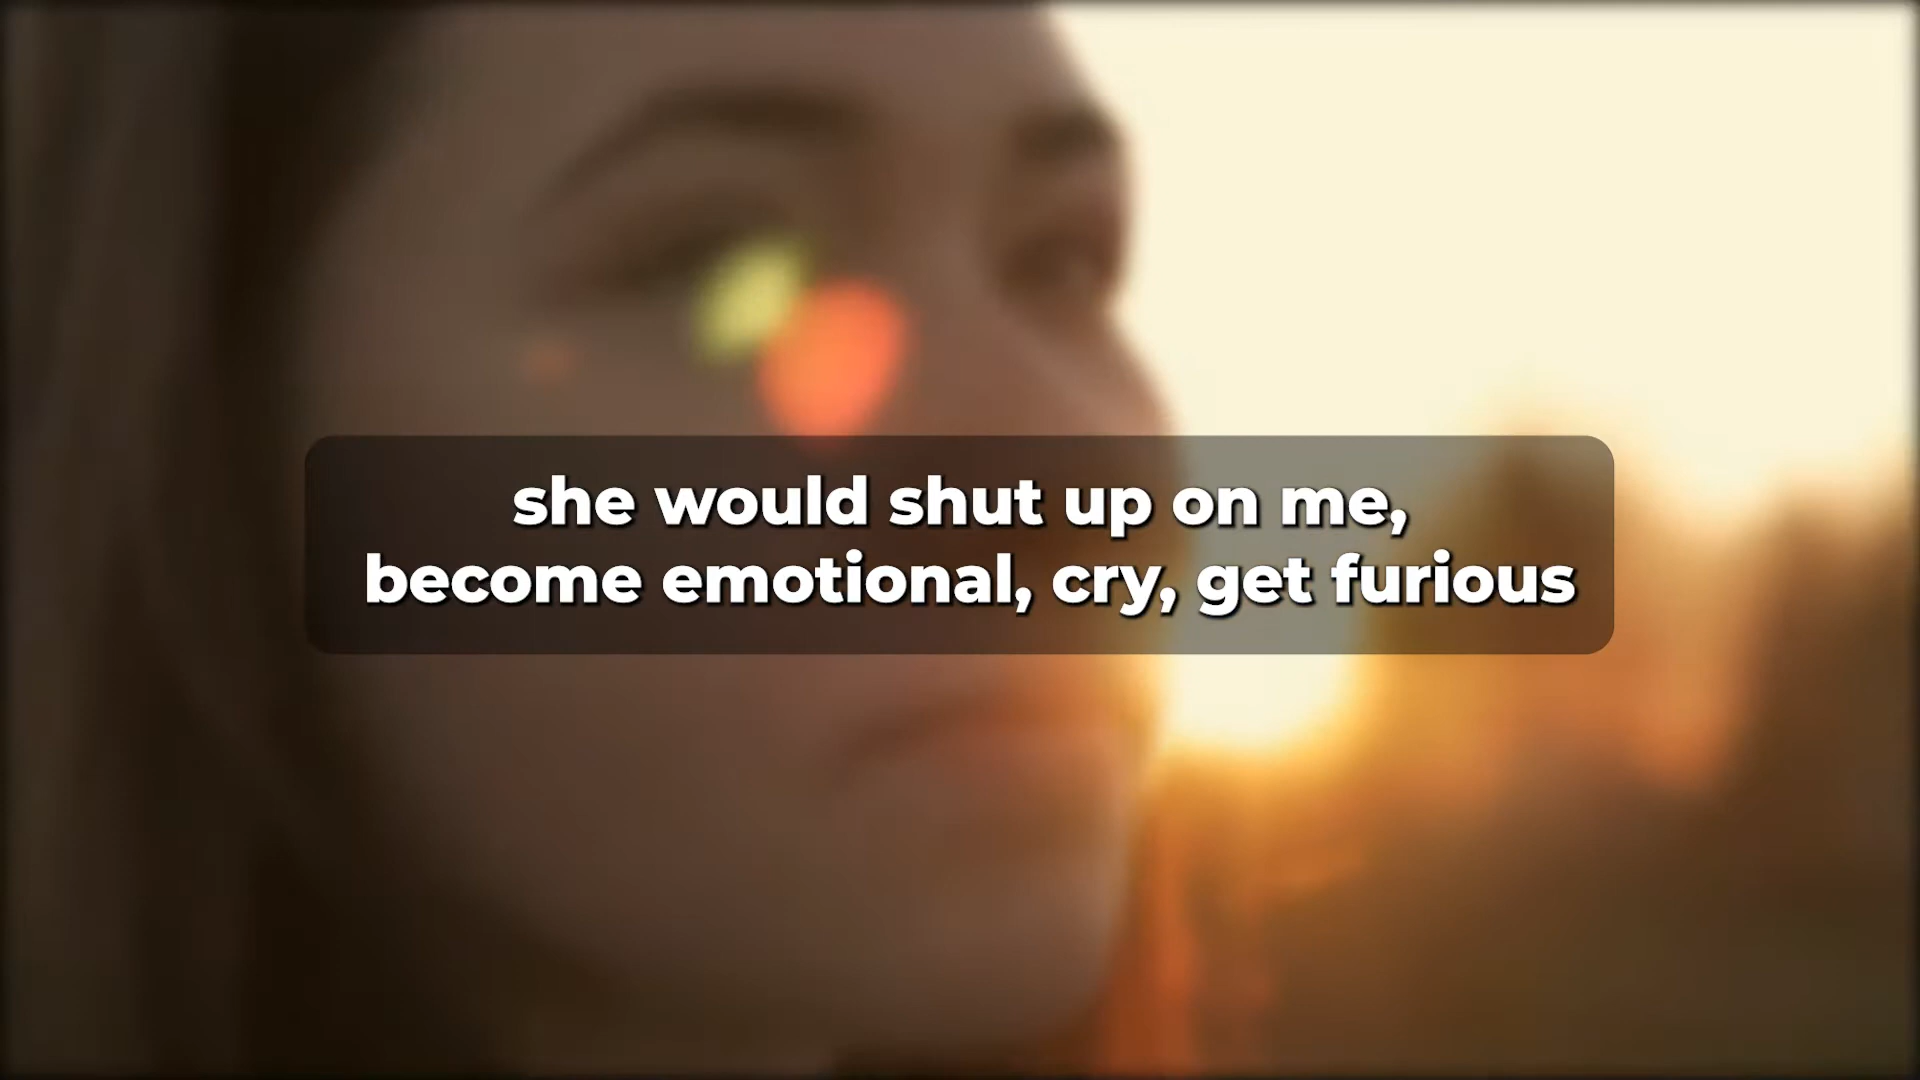 she would shut up on me,
become emotional, cry, get furious